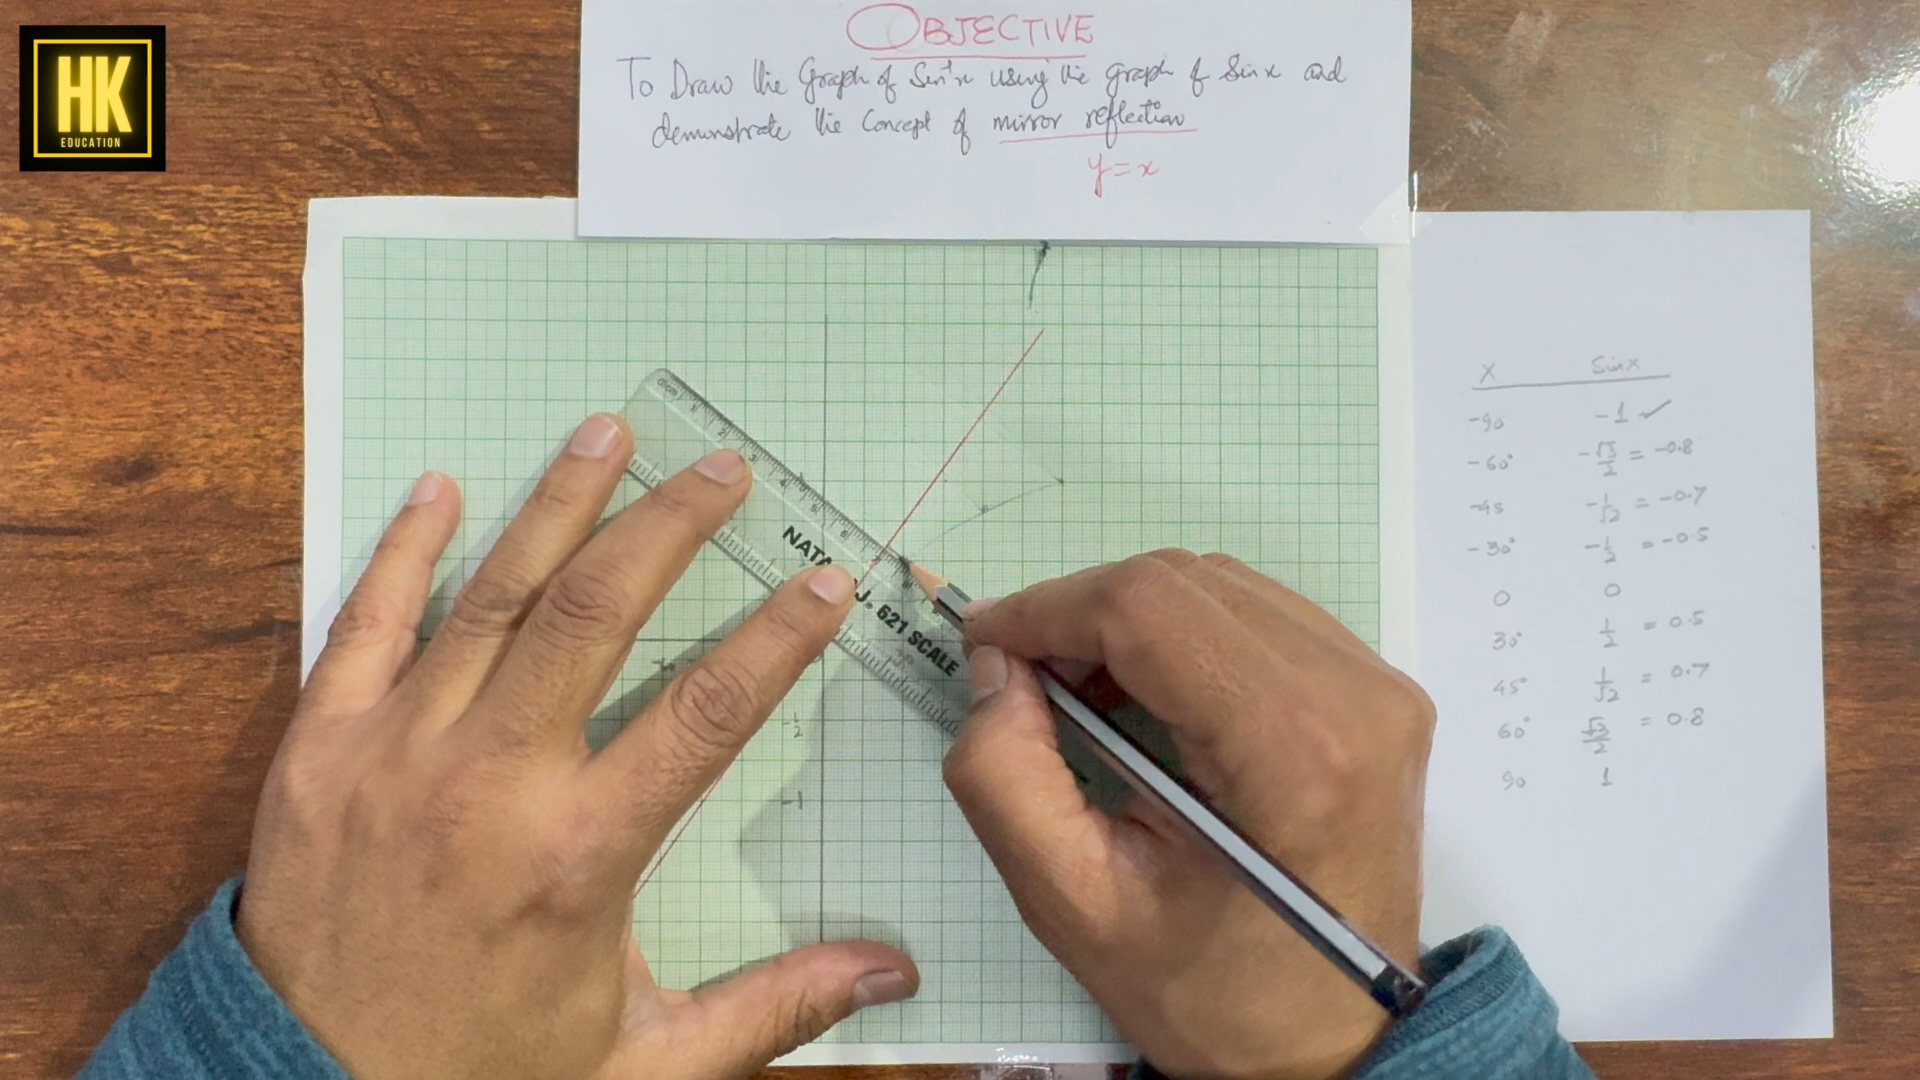 HK
EDUCATION
OBJECTIVE
To Draw the Graph of Sin⁻¹x using the graph of Sin x and
demonstrate the Concept of mirror reflection
y = x
NATARAJ 621 SCALE
-1/2
-1
X Sinx
-90 -1 ✓
-60° -√3/2 = -0.8
-45 -1/√2 = -0.7
-30° -1/2 = -0.5
0 0
30° 1/2 = 0.5
45° 1/√2 = 0.7
60° √3/2 = 0.8
90 1